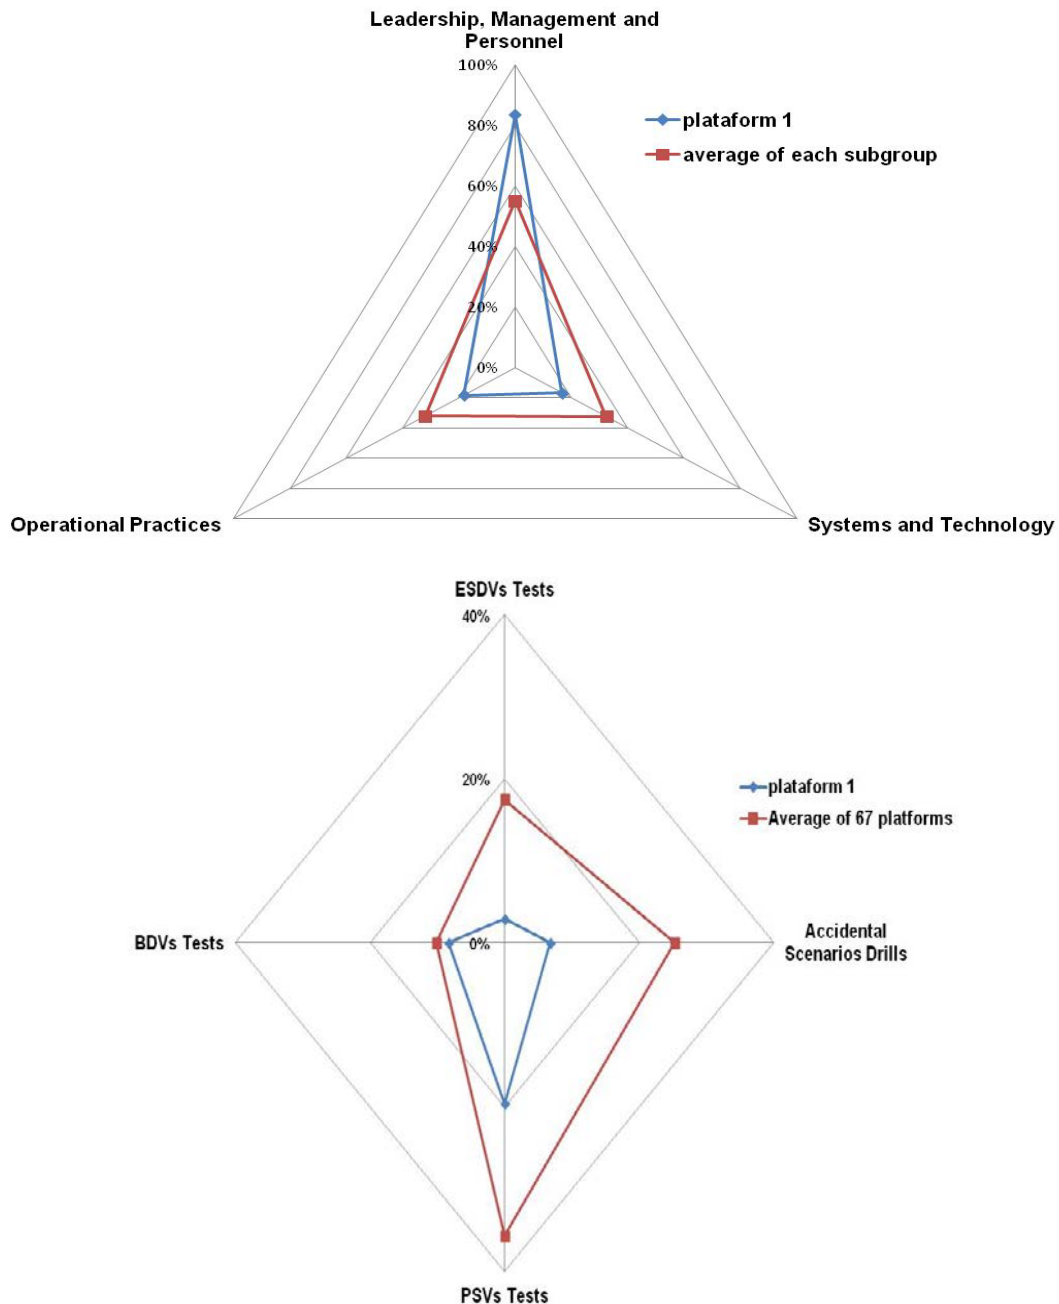 Leadership, Management and
Personnel
100%
plataform 1
80%
average of each subgroup
60%
40%
20%
0%
Operational Practices
Systems and Technology
ESDVs Tests
40%
20%
plataform 1
Average of 67 platforms
BDVs Tests
0%
Accidental
Scenarios Drills
PSVs Tests